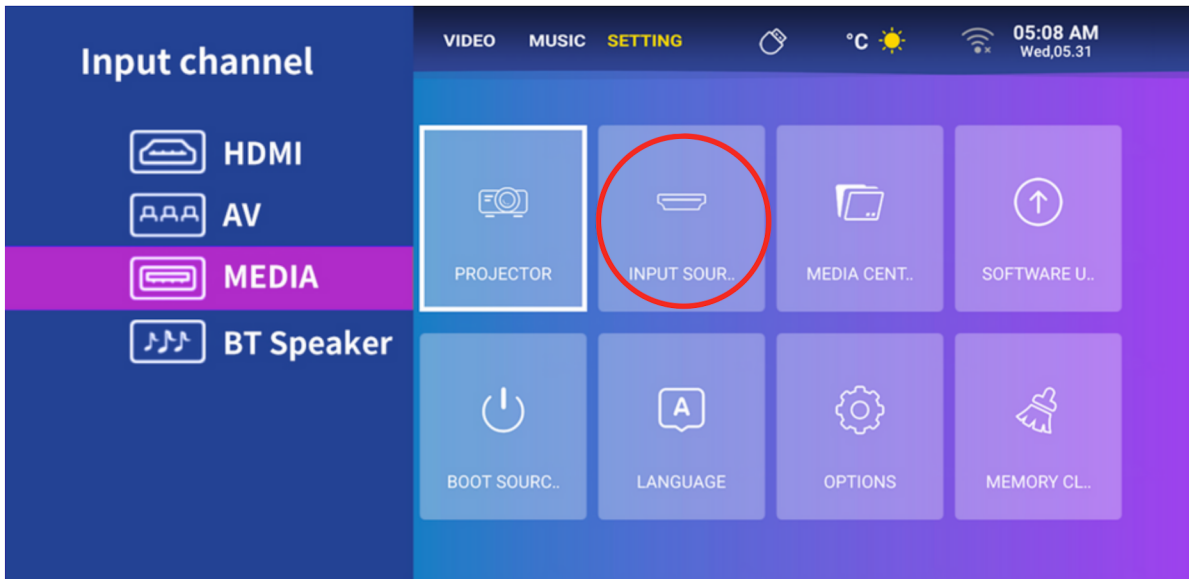 Input channel
HDMI
AV
MEDIA
BT Speaker
VIDEO MUSIC SETTING °C 05:08 AM
Wed,05.31
PROJECTOR INPUT SOUR.. MEDIA CENT.. SOFTWARE U..
BOOT SOURC.. A LANGUAGE OPTIONS MEMORY CL..